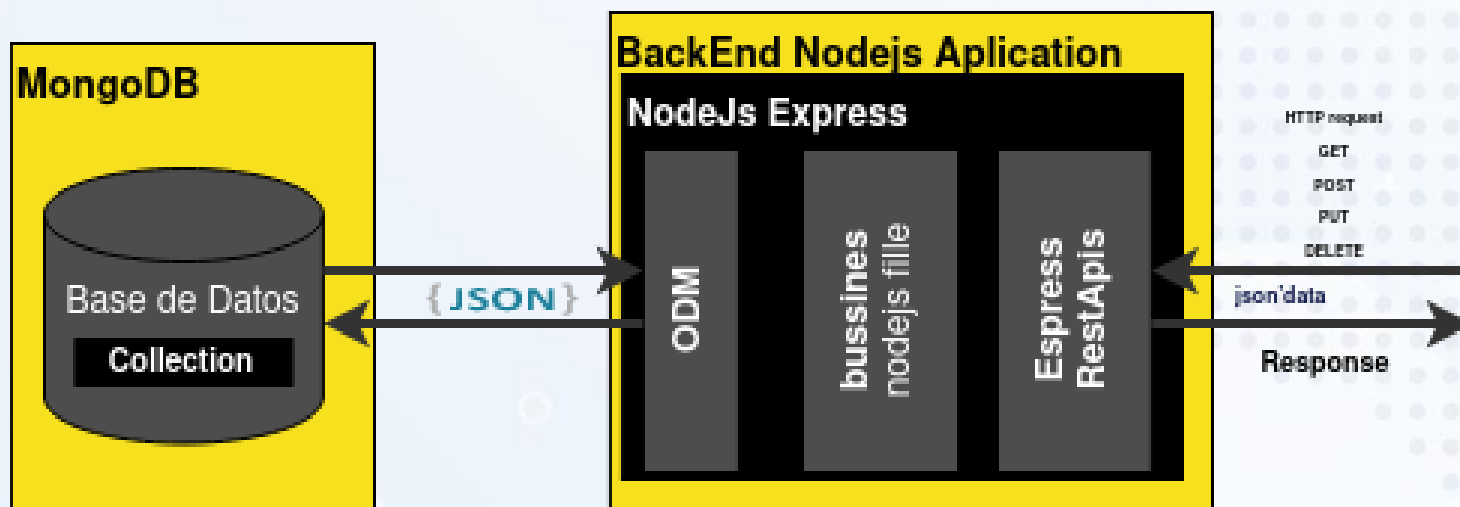 MongoDB
Base de Datos
Collection
{JSON}
BackEnd Nodejs Aplication
NodeJs Express
ODM
bussines
nodejs fille
Espress
RestApis
HTTP request
GET
POST
PUT
DELETE
json'data
Response